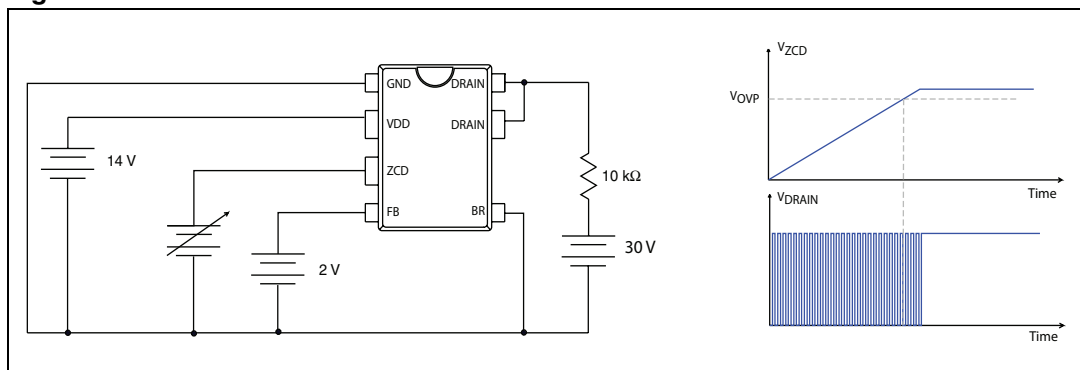 GND DRAIN
VDD DRAIN
ZCD
FB BR
14 V
2 V
10 kΩ
30 V
VZCD
VOVP
Time
VDRAIN
Time